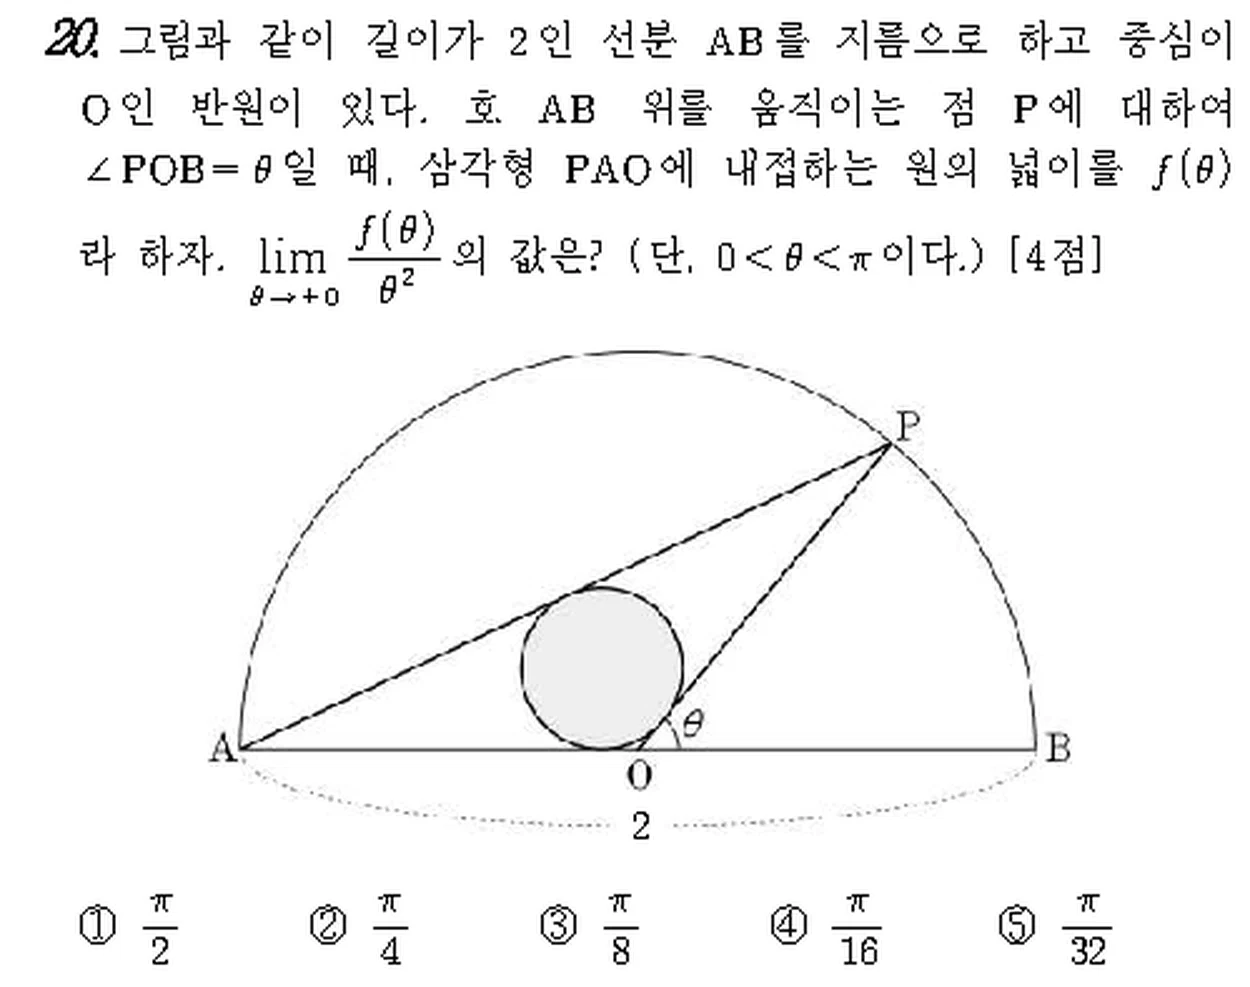 20. 그림과 같이 길이가 2인 선분 AB를 지름으로 하고 중심이
O인 반원이 있다. 호 AB 위를 움직이는 점 P에 대하여
∠POB= θ일 때, 삼각형 PAO에 내접하는 원의 넓이를 f(θ)
라 하자. lim θ→+0 f(θ)/θ² 의 값은? (단, 0<θ<π이다.) [4점]
P
θ
A
O
B
2
① π/2 ② π/4 ③ π/8 ④ π/16 ⑤ π/32